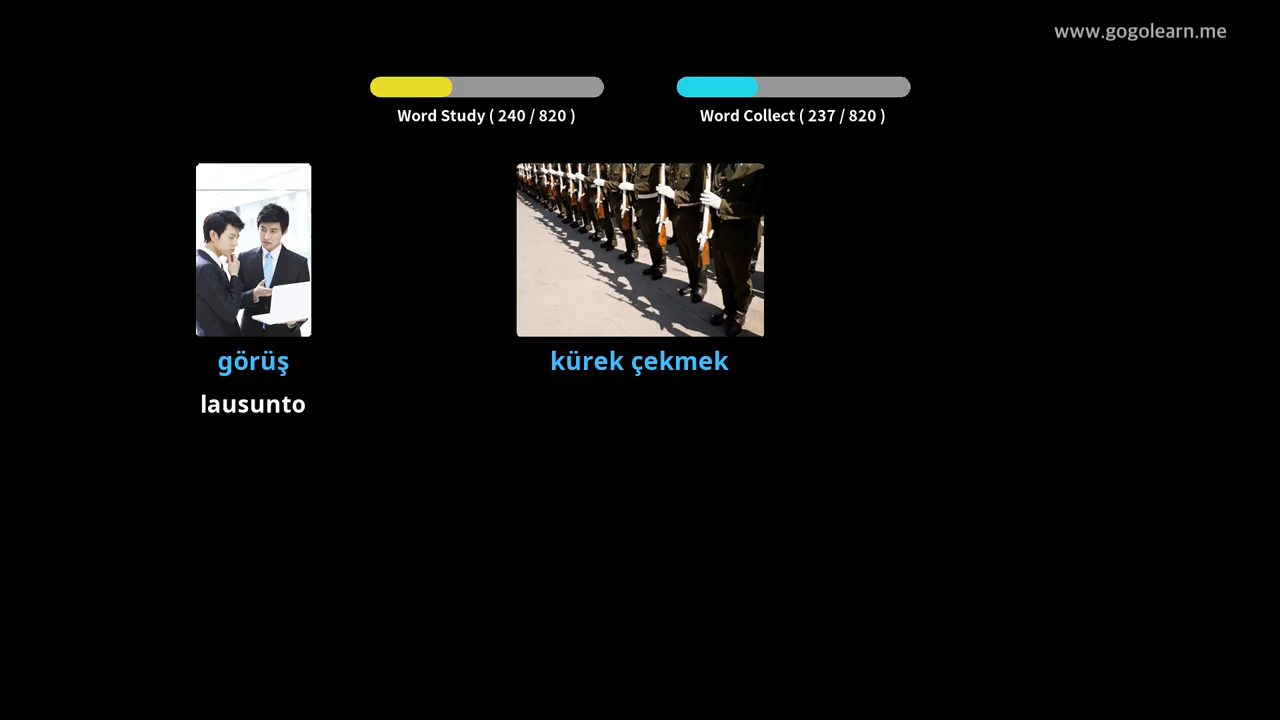 www.gogolearn.me
Word Study ( 240 / 820 )
Word Collect ( 237 / 820 )
görüş
kürek çekmek
lausunto